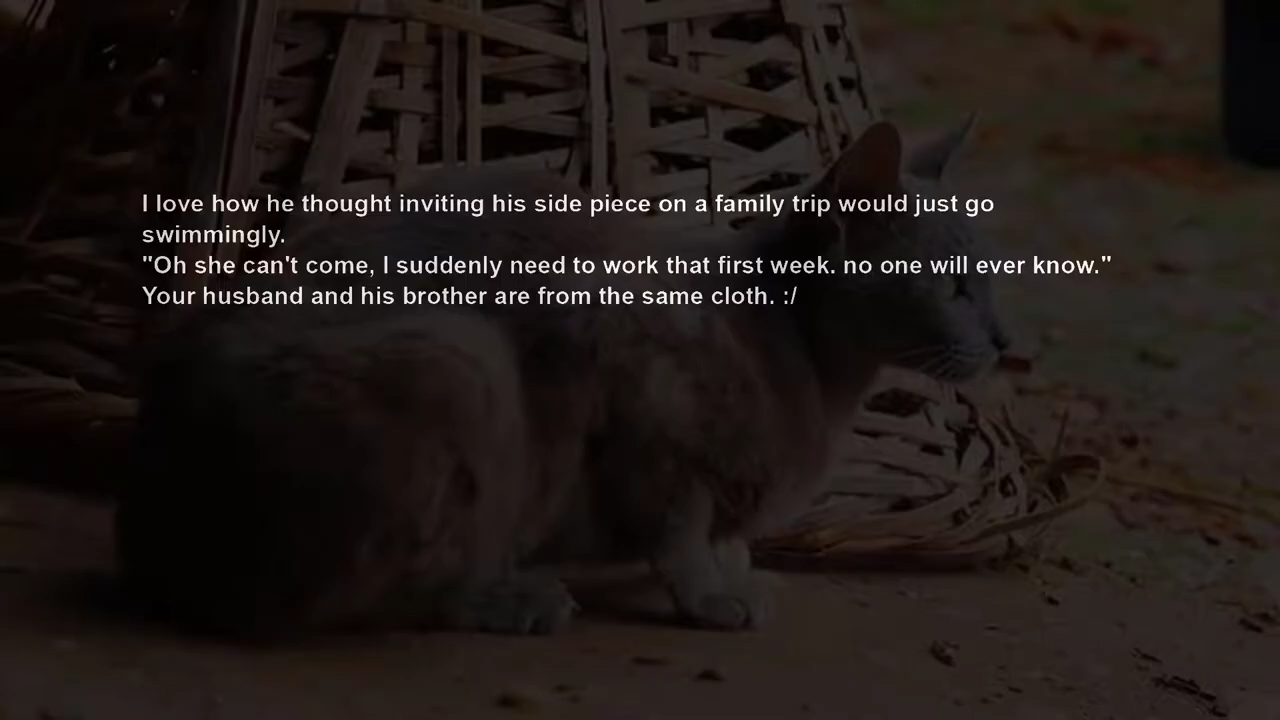 I love how he thought inviting his side piece on a family trip would just go
swimmingly.
"Oh she can't come, I suddenly need to work that first week. no one will ever know."
Your husband and his brother are from the same cloth. :/